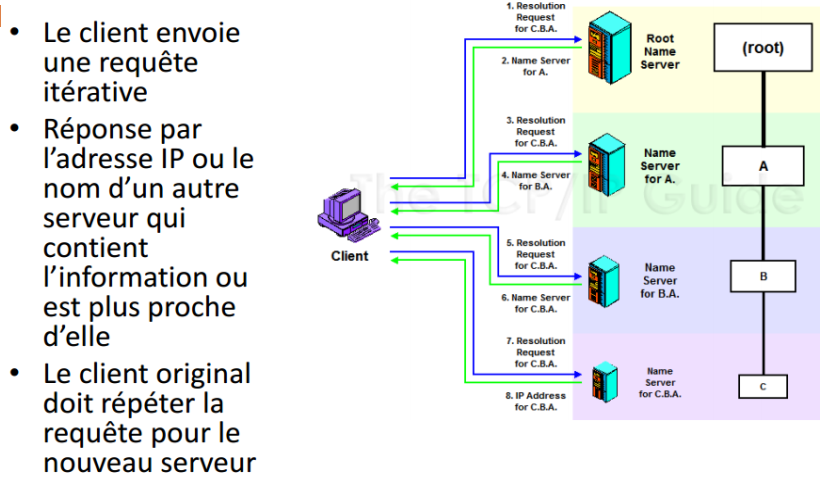 • Le client envoie
une requête
itérative
• Réponse par
l’adresse IP ou le
nom d’un autre
serveur qui
contient
l’information ou
est plus proche
d’elle
• Le client original
doit répéter la
requête pour le
nouveau serveur
1. Resolution
Request
for C.B.A.
2. Name Server
for A.
Root
Name
Server
(root)
3. Resolution
Request
for C.B.A.
4. Name Server
for B.A.
Name
Server
for A.
A
The TCP/IP Guide
Client
5. Resolution
Request
for C.B.A.
6. Name Server
for C.B.A.
Name
Server
for B.A.
B
7. Resolution
Request
for C.B.A.
8. IP Address
for C.B.A.
Name
Server
for C.B.A.
C